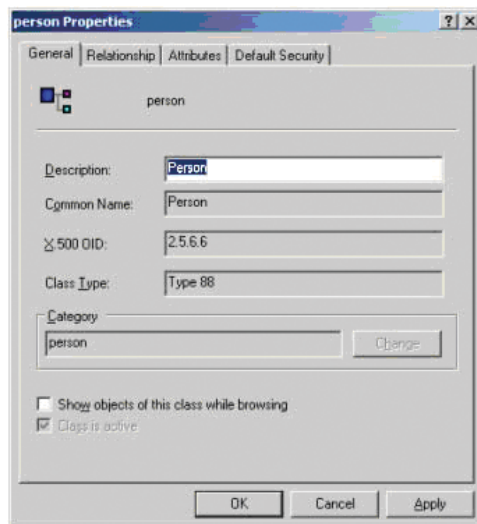 person Properties
General Relationship Attributes Default Security
person
Description: Person
Common Name: Person
X.500 OID: 2.5.6.6
Class Type: Type 88
Category
person Change
Show objects of this class while browsing
Class is active
OK Cancel Apply